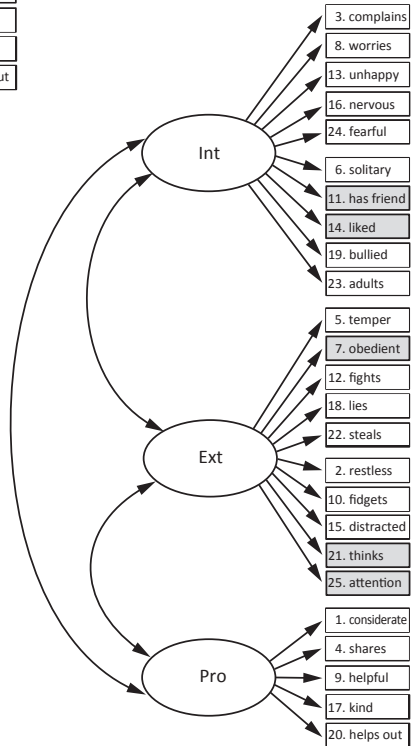 ut
3. complains
8. worries
13. unhappy
16. nervous
24. fearful
Int
6. solitary
11. has friend
14. liked
19. bullied
23. adults
5. temper
7. obedient
12. fights
18. lies
22. steals
Ext
2. restless
10. fidgets
15. distracted
21. thinks
25. attention
1. considerate
4. shares
Pro
9. helpful
17. kind
20. helps out